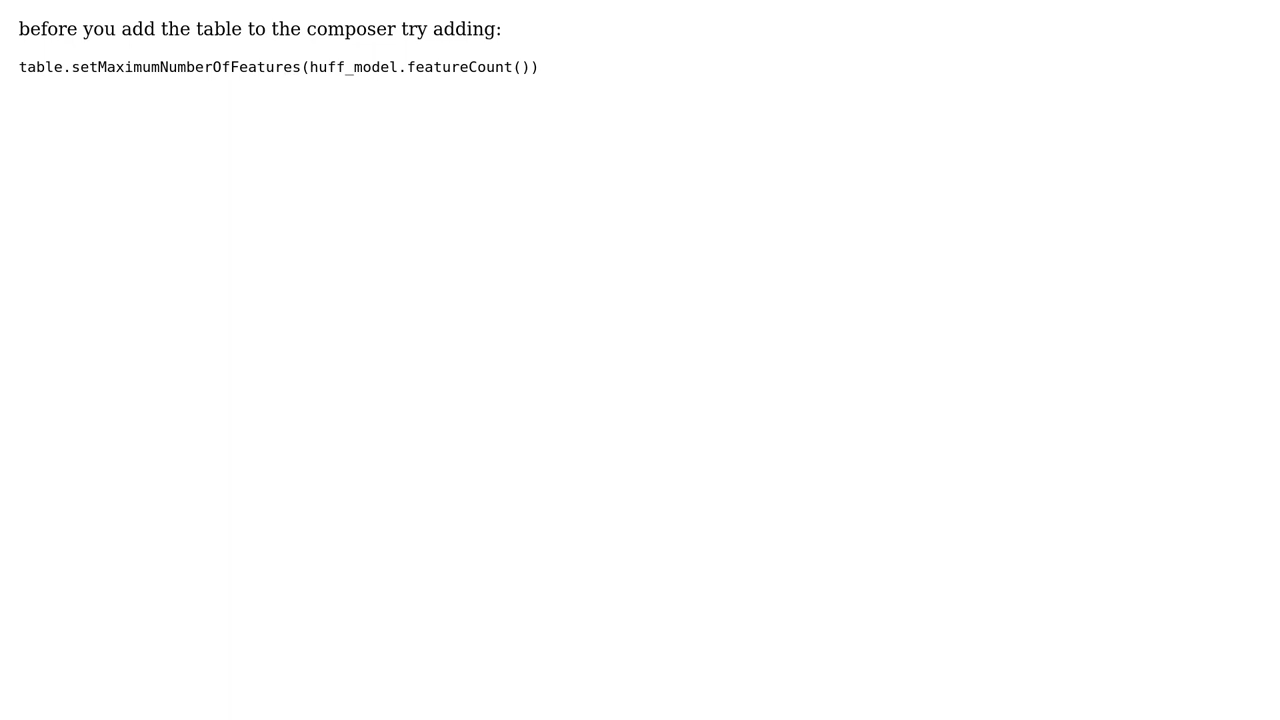 before you add the table to the composer try adding:
table.setMaximumNumberOfFeatures(huff_model.featureCount())